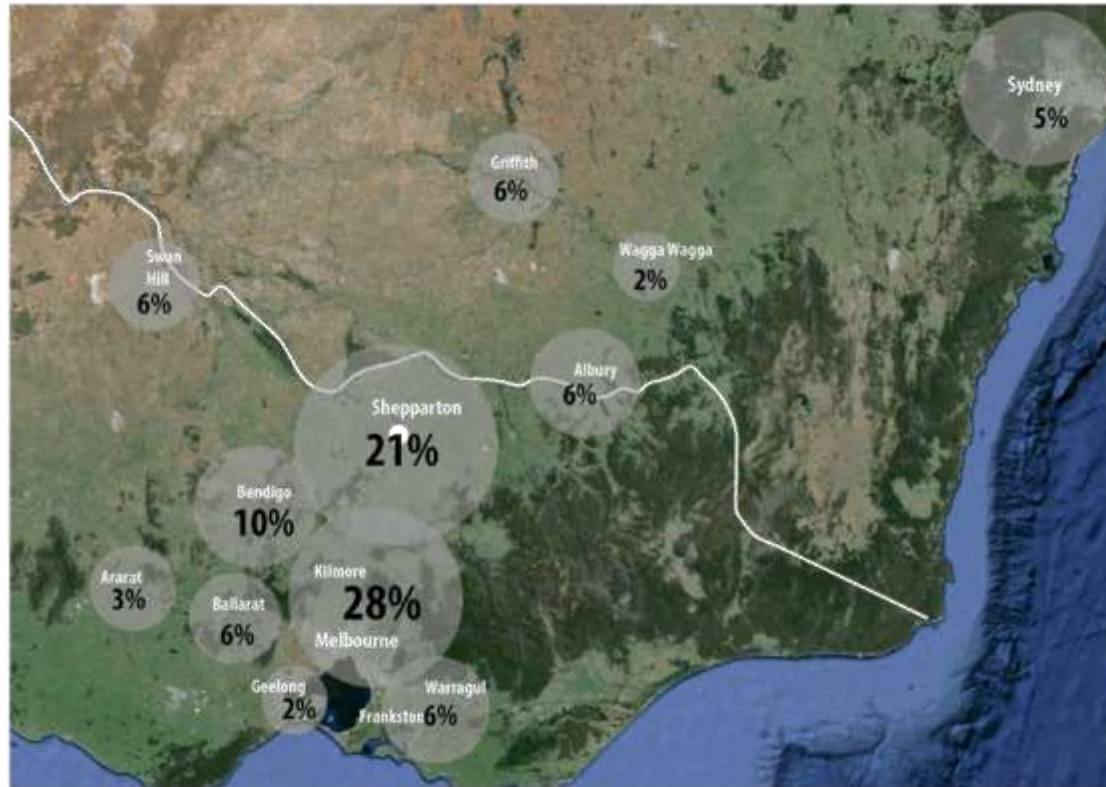 Sydney
5%
Griffith
6%
Wagga Wagga
2%
Swan
Hill
6%
Albury
6%
Shepparton
21%
Bendigo
10%
Kilmore
28%
Melbourne
Ararat
3%
Ballarat
6%
Geelong
2%
Warragul
Frankston 6%